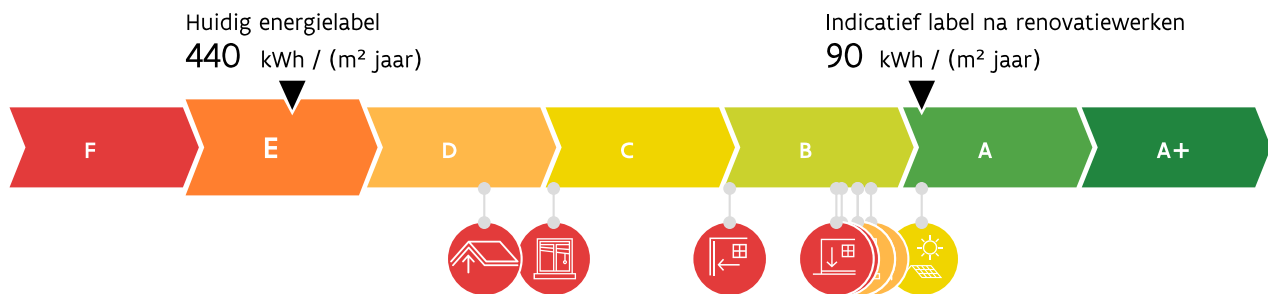 Huidig energielabel
440 kWh / (m² jaar)
Indicatief label na renovatiewerken
90 kWh / (m² jaar)
F E D C B A A+